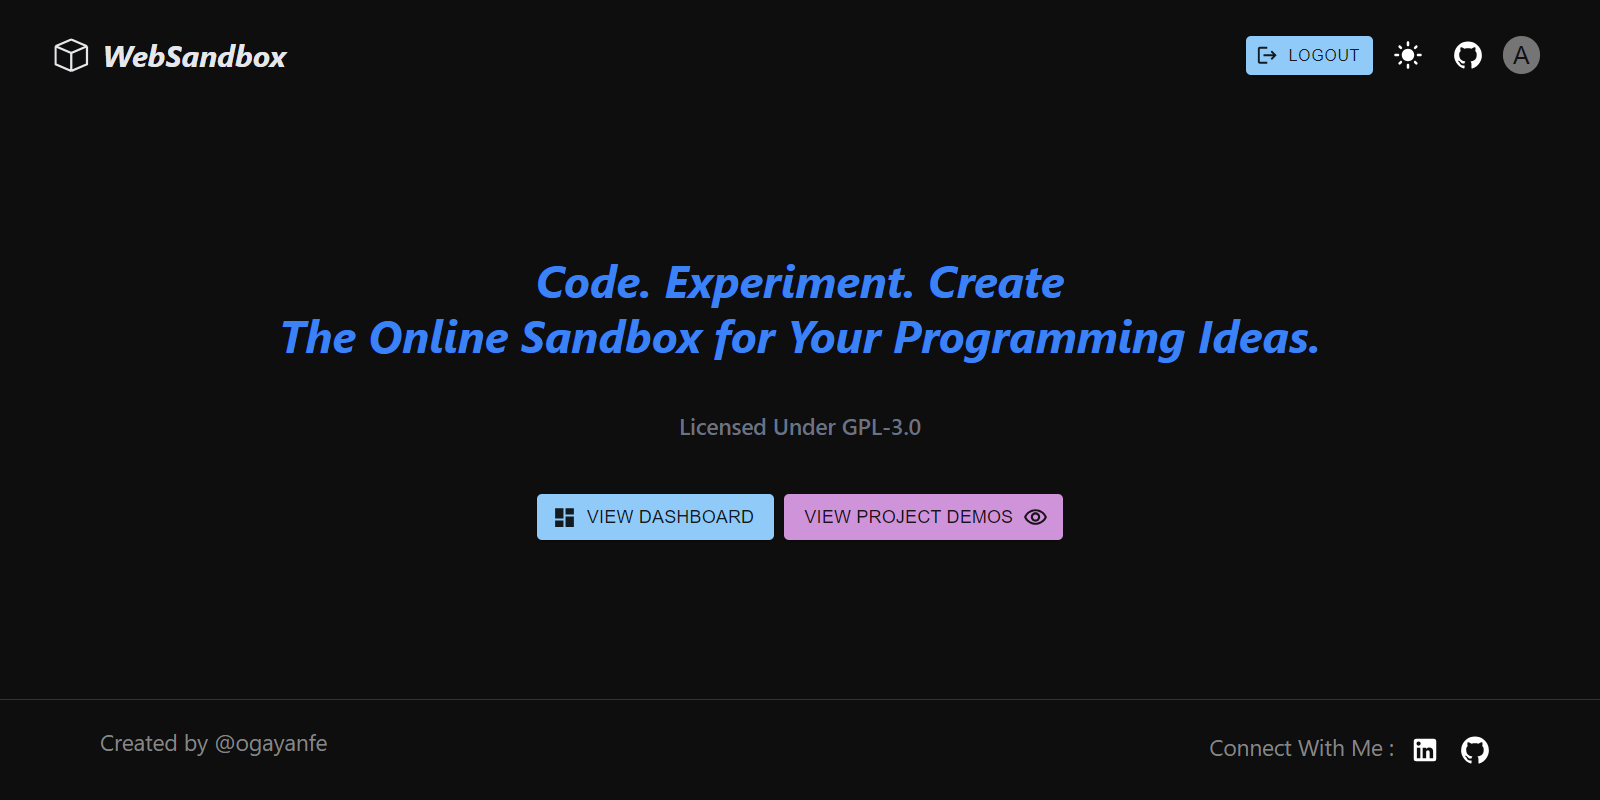 WebSandbox
LOGOUT
A
Code. Experiment. Create
The Online Sandbox for Your Programming Ideas.
Licensed Under GPL-3.0
VIEW DASHBOARD
VIEW PROJECT DEMOS
Created by @ogayanfe
Connect With Me :
in